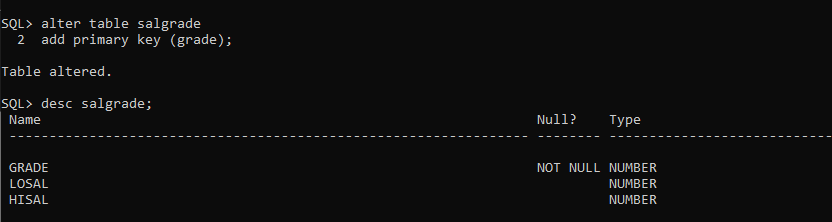 SQL> alter table salgrade
  2  add primary key (grade);
Table altered.
SQL> desc salgrade;
 Name                                                              Null?    Type
 ----------------------------------------------------------------- -------- ----------------------------
 GRADE                                                             NOT NULL NUMBER
 LOSAL                                                                      NUMBER
 HISAL                                                                      NUMBER